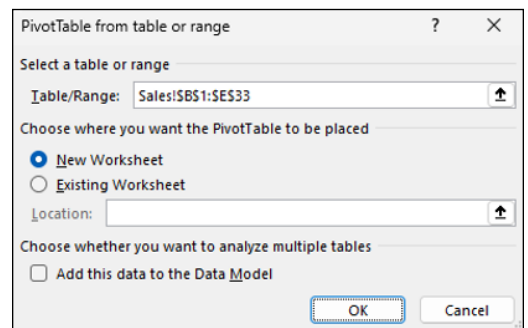 PivotTable from table or range ? ×
Select a table or range
Table/Range: Sales!$B$1:$E$33
Choose where you want the PivotTable to be placed
New Worksheet
Existing Worksheet
Location:
Choose whether you want to analyze multiple tables
Add this data to the Data Model
OK Cancel